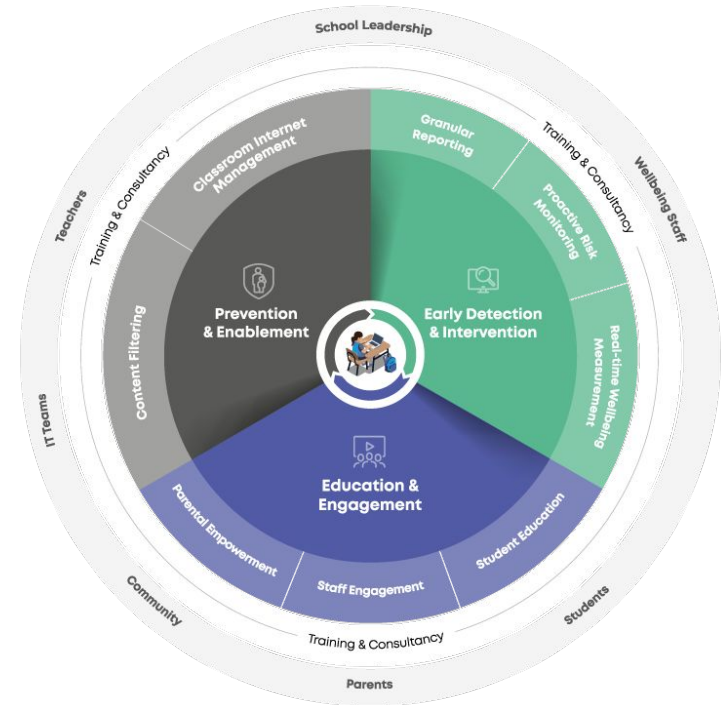 School Leadership
Wellbeing Staff
Students
Parents
Community
IT Teams
Teachers
Training & Consultancy
Training & Consultancy
Training & Consultancy
Classroom Internet
Management
Content Filtering
Granular
Reporting
Proactive Risk
Monitoring
Real-time Wellbeing
Measurement
Student Education
Staff Engagement
Parental Empowerment
Prevention
& Enablement
Early Detection
& Intervention
Education &
Engagement